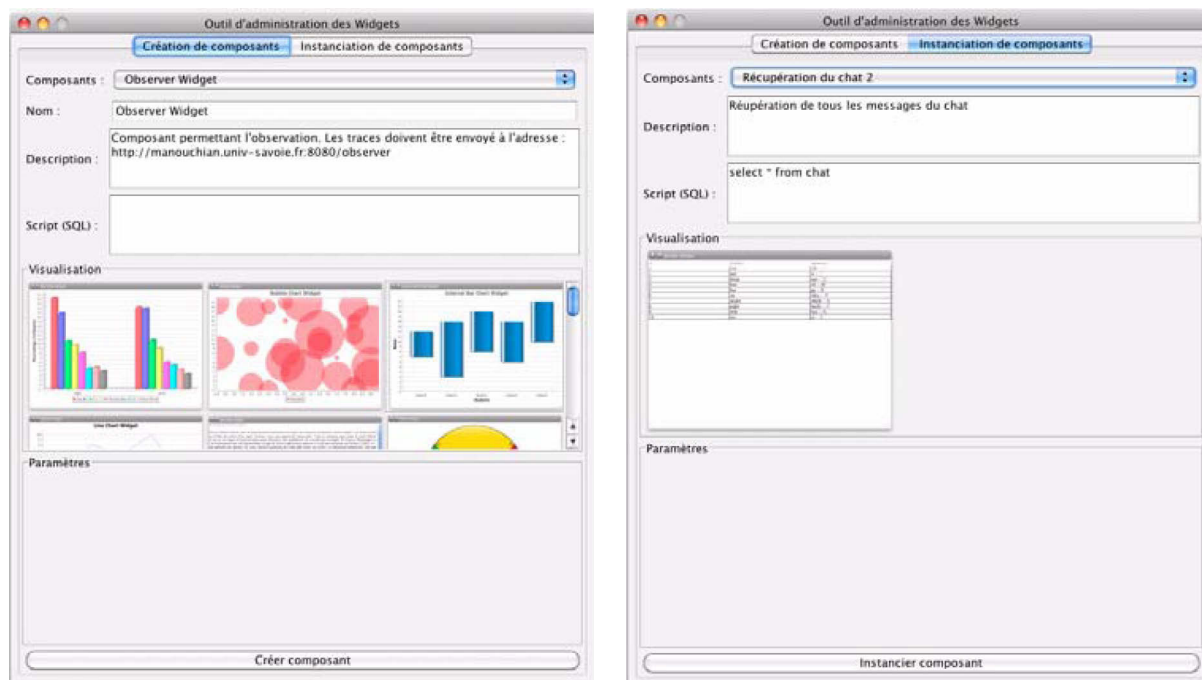 Outil d'administration des Widgets
Création de composants Instanciation de composants
Composants : Observer Widget
Nom : Observer Widget
Description : Composant permettant l'observation. Les traces doivent être envoyé à l'adresse :
http://manouchian.univ-savoie.fr:8080/observer
Script (SQL) :
Visualisation
Bubble Chart Widget
Interval Bar Chart Widget
Line Chart Widget
Paramètres
Créer composant
Outil d'administration des Widgets
Création de composants Instanciation de composants
Composants : Récupération du chat 2
Description : Réupération de tous les messages du chat
Script (SQL) : select * from chat
Visualisation
Paramètres
Instancier composant